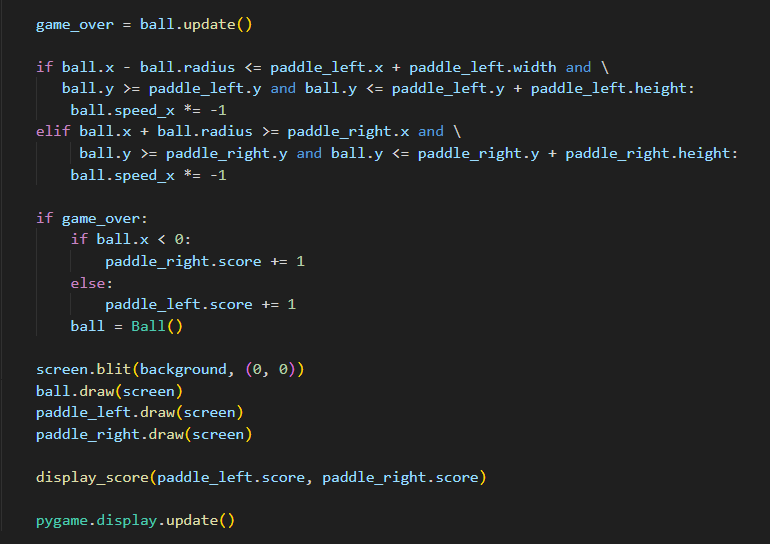 game_over = ball.update()
if ball.x - ball.radius <= paddle_left.x + paddle_left.width and \
ball.y >= paddle_left.y and ball.y <= paddle_left.y + paddle_left.height:
ball.speed_x *= -1
elif ball.x + ball.radius >= paddle_right.x and \
ball.y >= paddle_right.y and ball.y <= paddle_right.y + paddle_right.height:
ball.speed_x *= -1
if game_over:
if ball.x < 0:
paddle_right.score += 1
else:
paddle_left.score += 1
ball = Ball()
screen.blit(background, (0, 0))
ball.draw(screen)
paddle_left.draw(screen)
paddle_right.draw(screen)
display_score(paddle_left.score, paddle_right.score)
pygame.display.update()